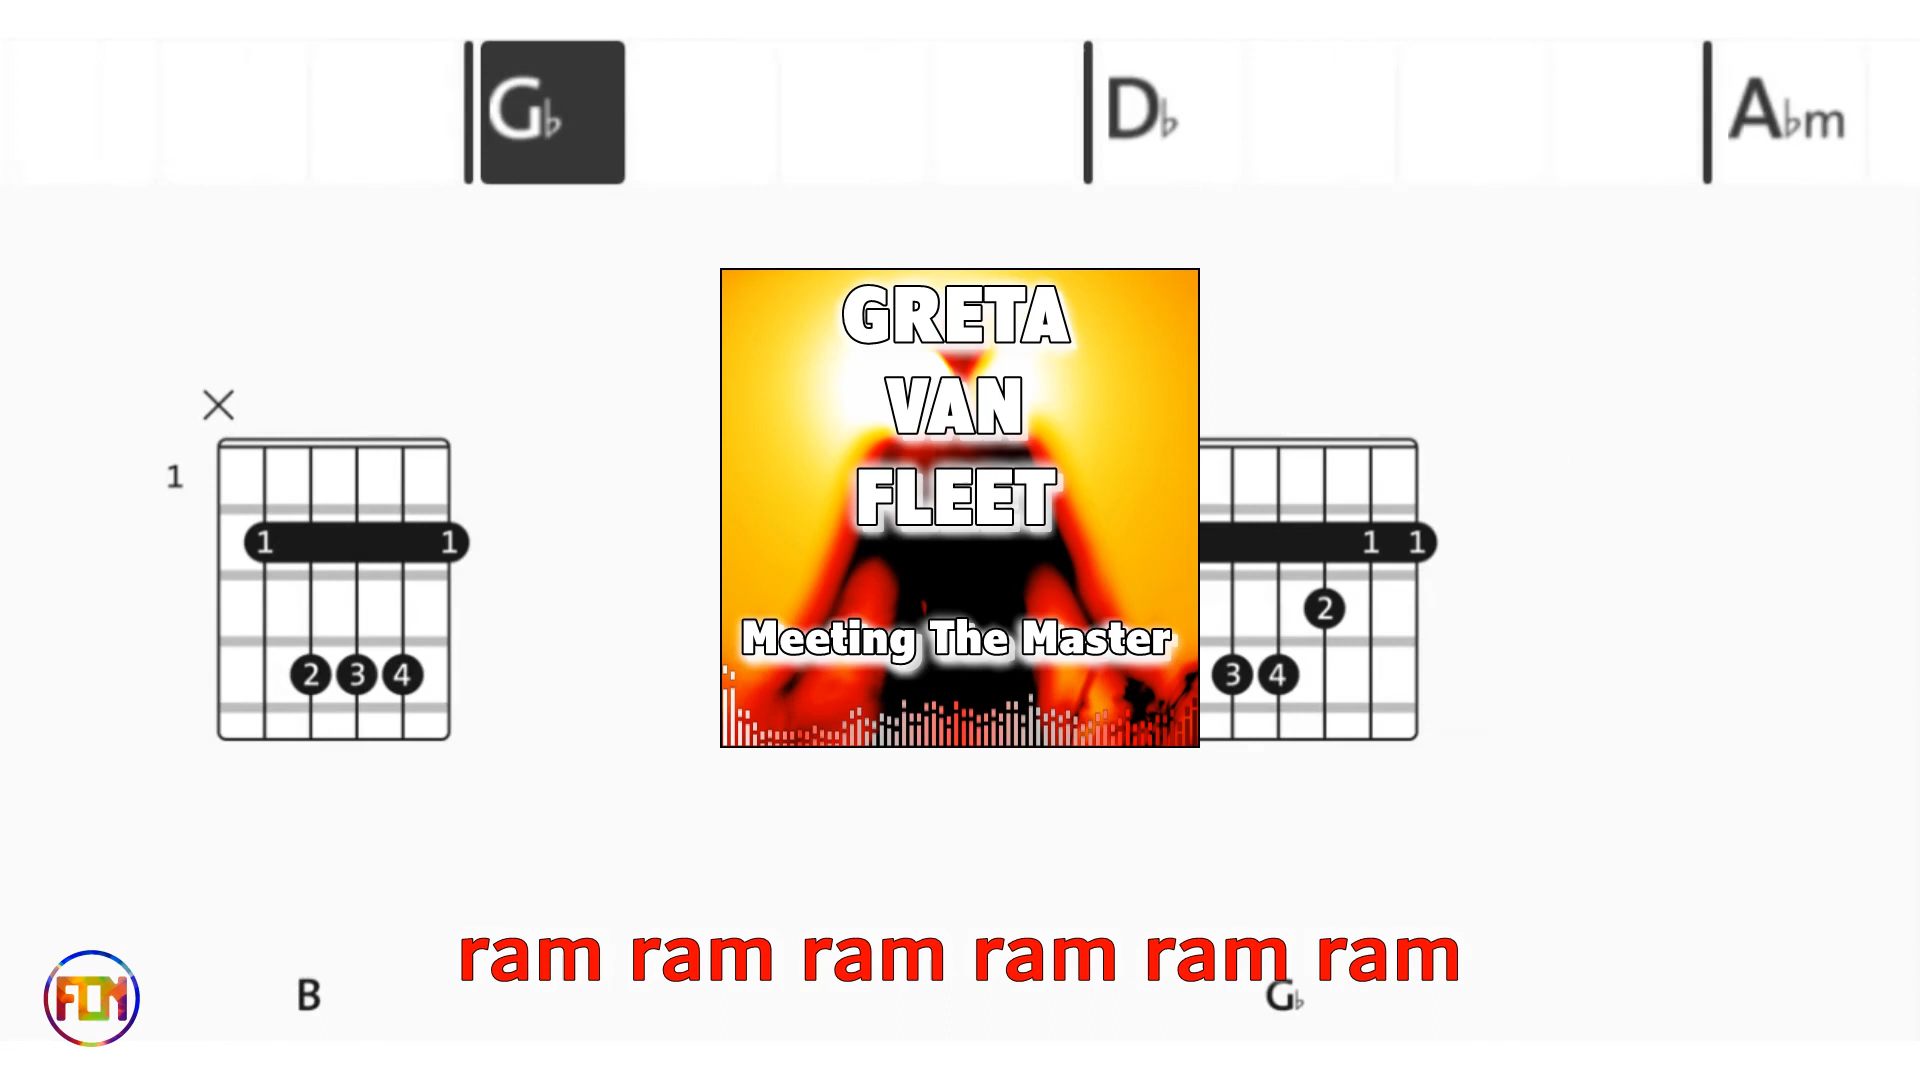 G♭ D♭ A♭m
GRETA
VAN
FLEET
1
1 1 1 1
2
Meeting The Master
2 3 4 3 4
ram ram ram ram ram ram
FCM
B G♭